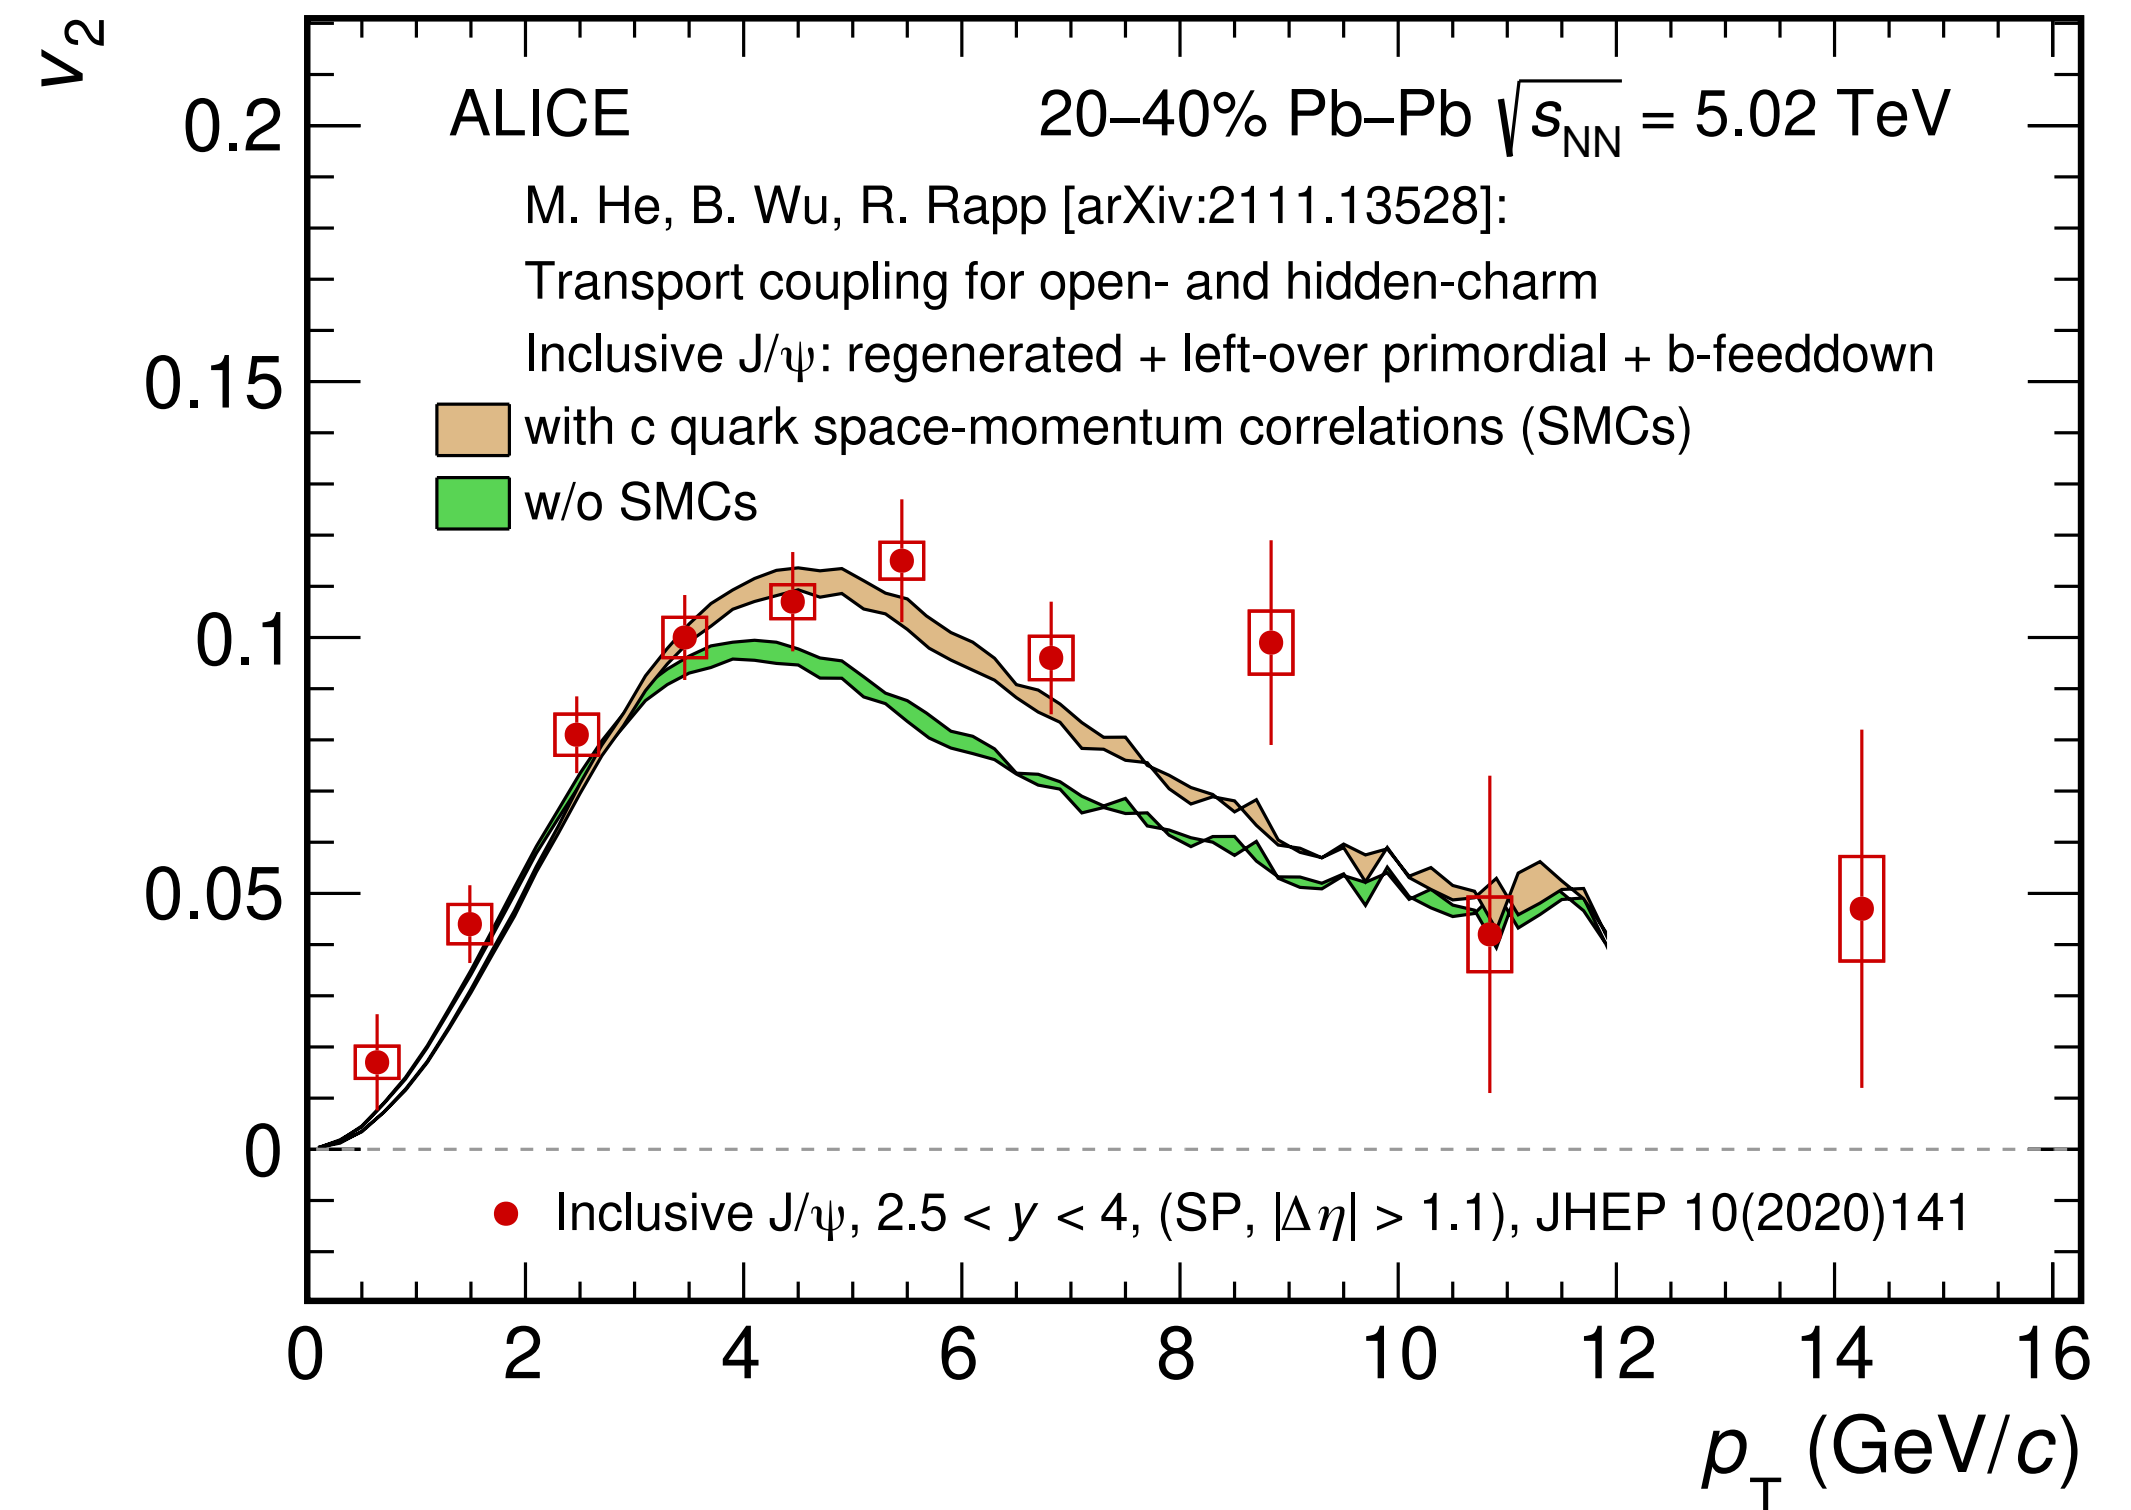 v2
ALICE 20–40% Pb–Pb √sNN = 5.02 TeV
M. He, B. Wu, R. Rapp [arXiv:2111.13528]:
Transport coupling for open- and hidden-charm
Inclusive J/ψ: regenerated + left-over primordial + b-feeddown
with c quark space-momentum correlations (SMCs)
w/o SMCs
0.2
0.15
0.1
0.05
0
Inclusive J/ψ, 2.5 < y < 4, (SP, |Δη| > 1.1), JHEP 10(2020)141
0 2 4 6 8 10 12 14 16
pT (GeV/c)